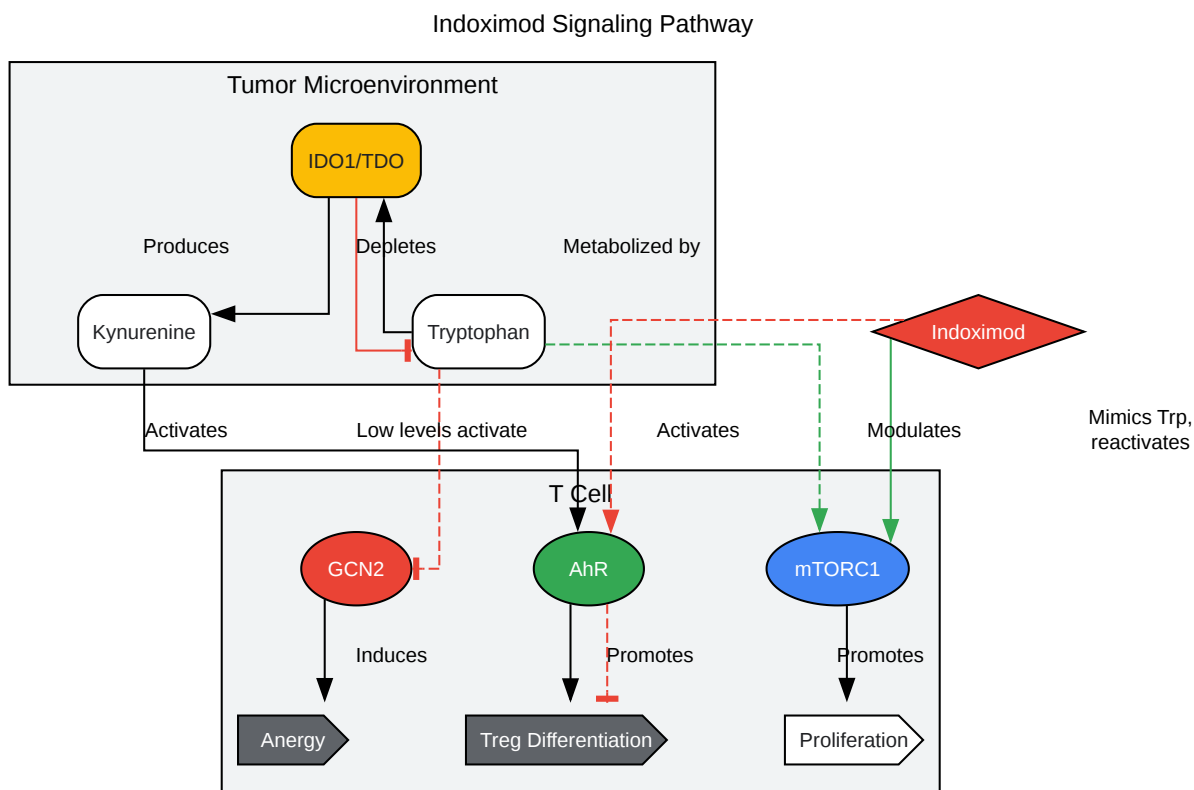 Indoximod Signaling Pathway
Tumor Microenvironment
IDO1/TDO
Produces
Depletes
Metabolized by
Kynurenine
Tryptophan
Indoximod
Activates
Low levels activate
Activates
Modulates
Mimics Trp,
reactivates
T Cell
GCN2
AhR
mTORC1
Induces
Promotes
Promotes
Anergy
Treg Differentiation
Proliferation